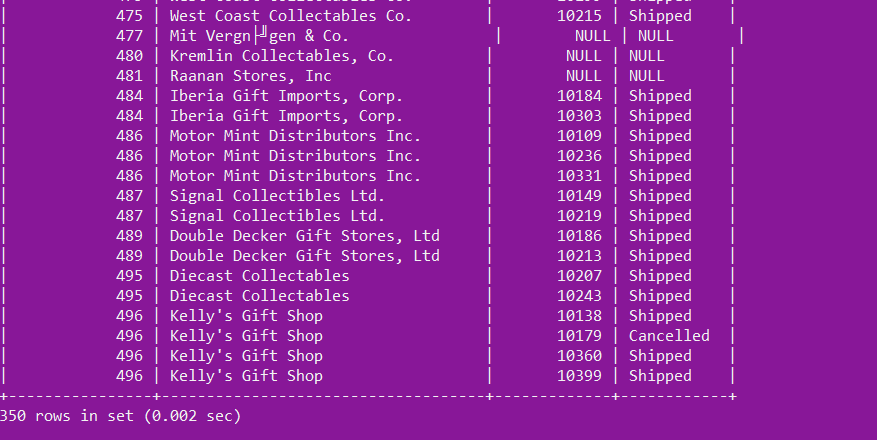 |            475 | West Coast Collectables Co.        |       10215 | Shipped    |
|            477 | Mit Vergn├╝gen & Co.                 |        NULL | NULL       |
|            480 | Kremlin Collectables, Co.          |        NULL | NULL       |
|            481 | Raanan Stores, Inc                 |        NULL | NULL       |
|            484 | Iberia Gift Imports, Corp.         |       10184 | Shipped    |
|            484 | Iberia Gift Imports, Corp.         |       10303 | Shipped    |
|            486 | Motor Mint Distributors Inc.       |       10109 | Shipped    |
|            486 | Motor Mint Distributors Inc.       |       10236 | Shipped    |
|            486 | Motor Mint Distributors Inc.       |       10331 | Shipped    |
|            487 | Signal Collectibles Ltd.           |       10149 | Shipped    |
|            487 | Signal Collectibles Ltd.           |       10219 | Shipped    |
|            489 | Double Decker Gift Stores, Ltd     |       10186 | Shipped    |
|            489 | Double Decker Gift Stores, Ltd     |       10213 | Shipped    |
|            495 | Diecast Collectables               |       10207 | Shipped    |
|            495 | Diecast Collectables               |       10243 | Shipped    |
|            496 | Kelly's Gift Shop                  |       10138 | Shipped    |
|            496 | Kelly's Gift Shop                  |       10179 | Cancelled  |
|            496 | Kelly's Gift Shop                  |       10360 | Shipped    |
|            496 | Kelly's Gift Shop                  |       10399 | Shipped    |
+----------------+------------------------------------+-------------+------------+
350 rows in set (0.002 sec)